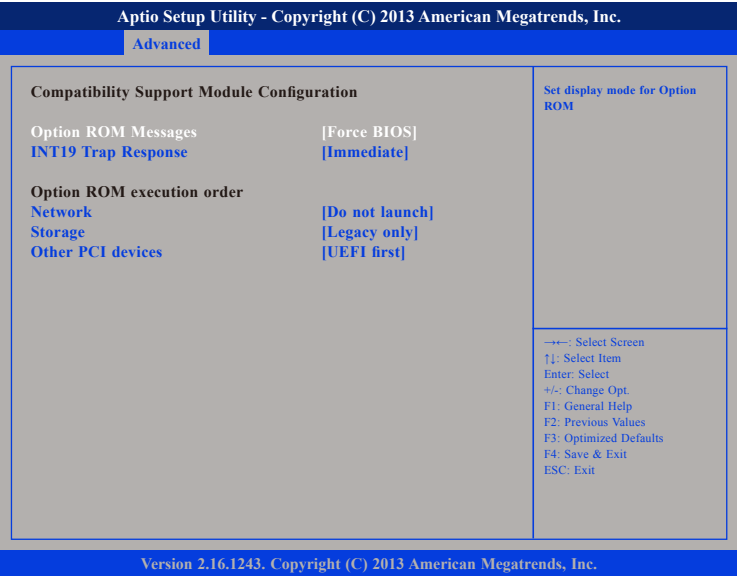 Aptio Setup Utility - Copyright (C) 2013 American Megatrends, Inc.
Advanced
Compatibility Support Module Configuration
Option ROM Messages [Force BIOS]
INT19 Trap Response [Immediate]
Option ROM execution order
Network [Do not launch]
Storage [Legacy only]
Other PCI devices [UEFI first]
Set display mode for Option
ROM
→←: Select Screen
↑↓: Select Item
Enter: Select
+/-: Change Opt.
F1: General Help
F2: Previous Values
F3: Optimized Defaults
F4: Save & Exit
ESC: Exit
Version 2.16.1243. Copyright (C) 2013 American Megatrends, Inc.